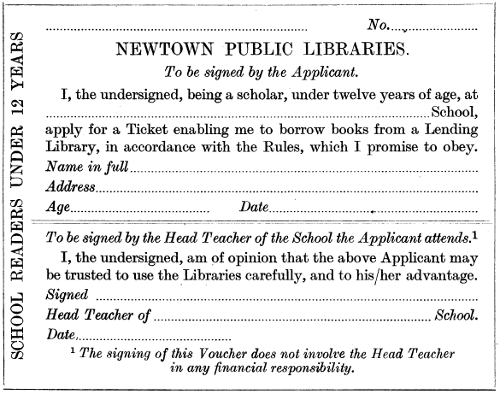 No.
NEWTOWN PUBLIC LIBRARIES.
To be signed by the Applicant.
I, the undersigned, being a scholar, under twelve years of age, at
School,
apply for a Ticket enabling me to borrow books from a Lending
Library, in accordance with the Rules, which I promise to obey.
Name in full
Address
Age Date
To be signed by the Head Teacher of the School the Applicant attends.¹
I, the undersigned, am of opinion that the above Applicant may
be trusted to use the Libraries carefully, and to his/her advantage.
Signed
Head Teacher of School.
Date
¹ The signing of this Voucher does not involve the Head Teacher
in any financial responsibility.
SCHOOL READERS UNDER 12 YEARS